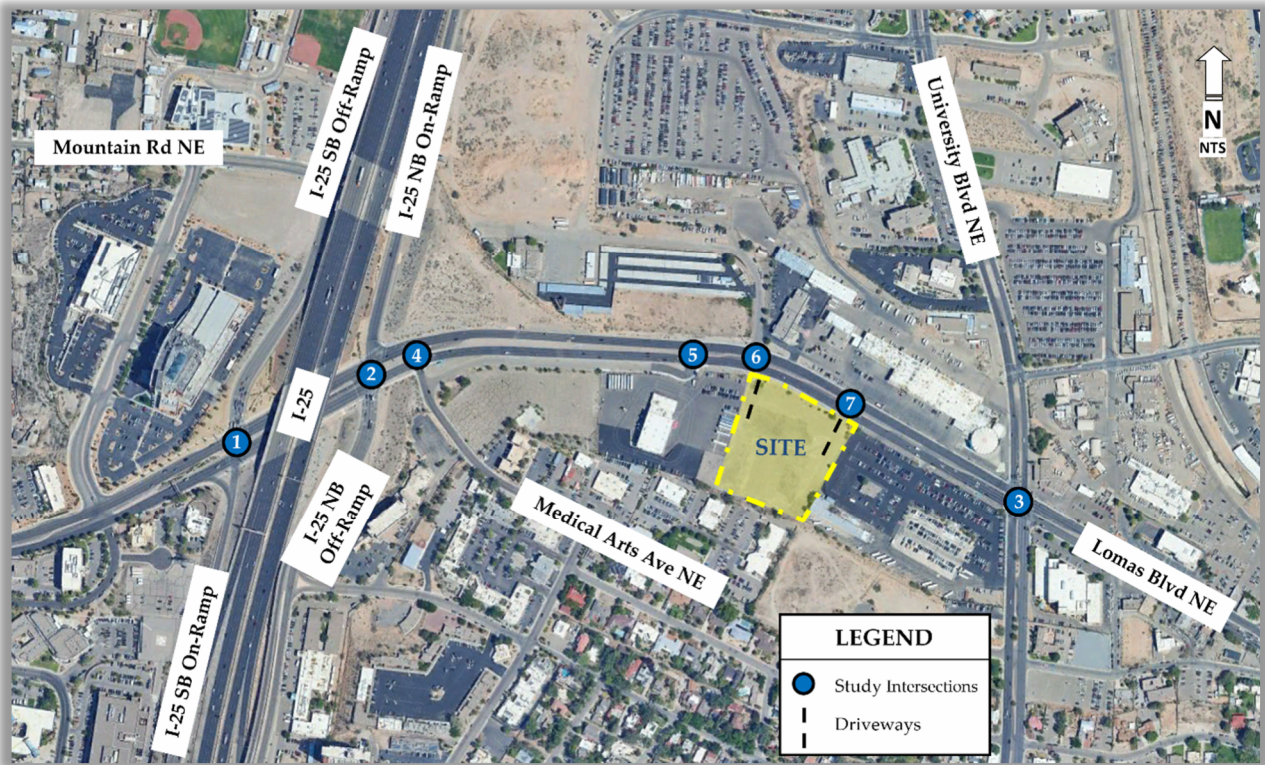 Mountain Rd NE
I-25 SB Off-Ramp
I-25 NB On-Ramp
University Blvd NE
N
NTS
1
2
4
5
6
7
3
I-25
SITE
I-25 NB
Off-Ramp
I-25 SB On-Ramp
Medical Arts Ave NE
Lomas Blvd NE
LEGEND
Study Intersections
Driveways